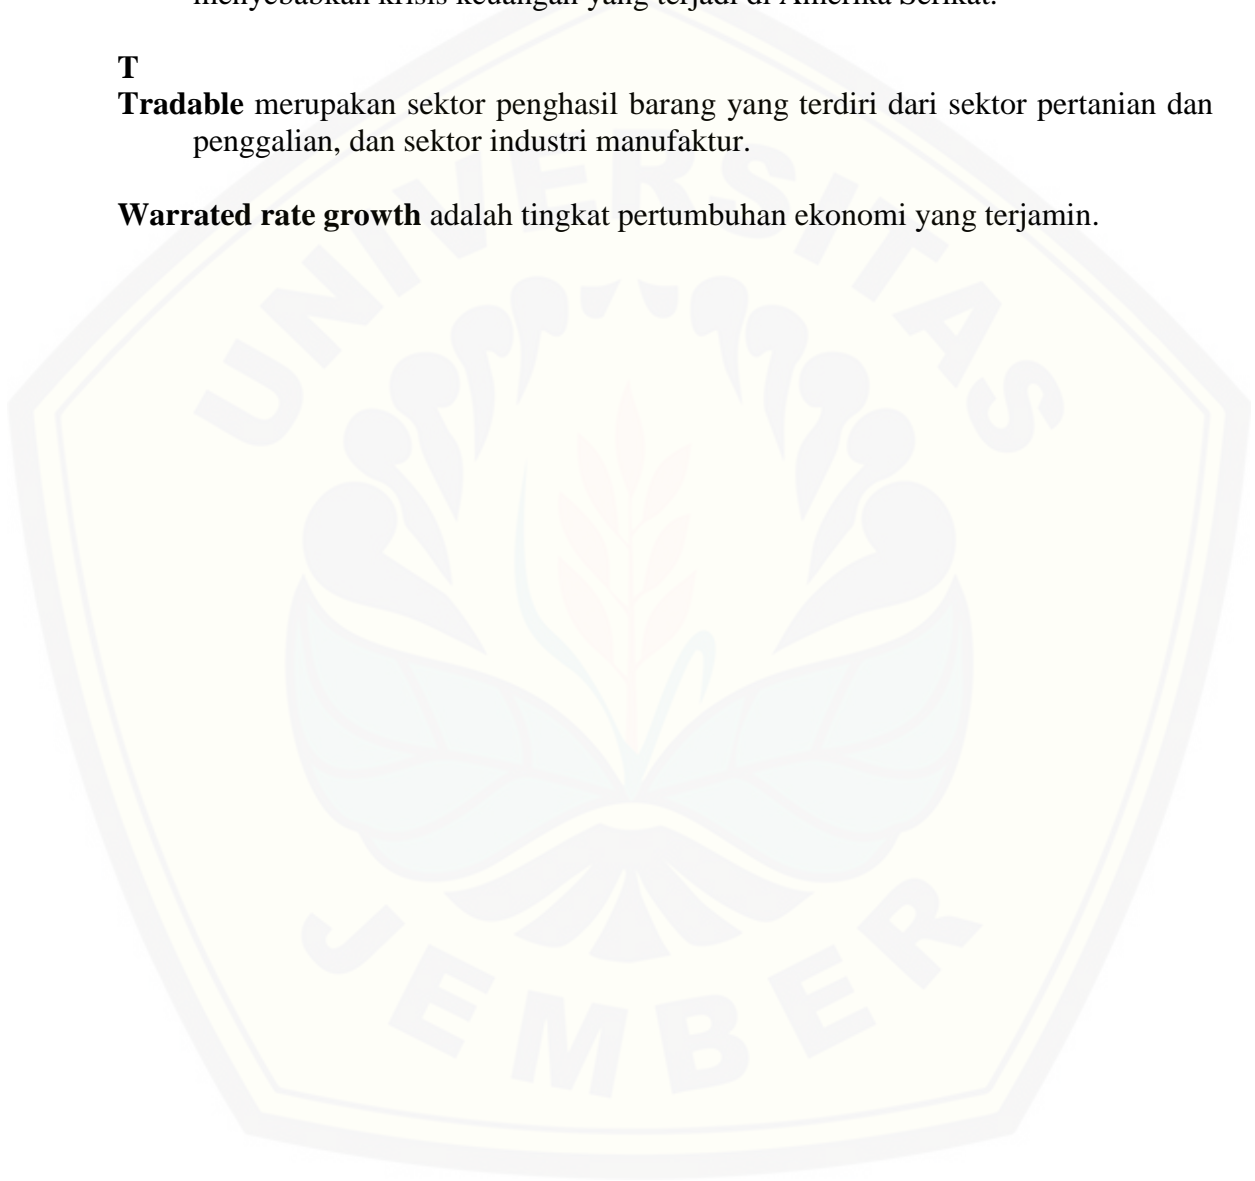 menyebabkan krisis keuangan yang terjadi di Amerika Serikat.
T
Tradable merupakan sektor penghasil barang yang terdiri dari sektor pertanian dan
penggalian, dan sektor industri manufaktur.
Warrated rate growth adalah tingkat pertumbuhan ekonomi yang terjamin.
UNIVERSITAS
JEMBER